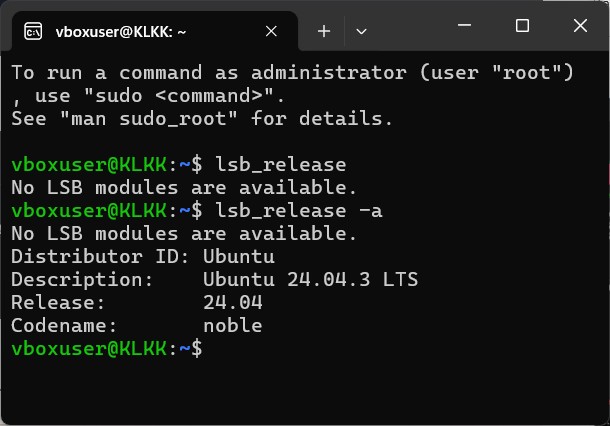 vboxuser@KLKK: ~
To run a command as administrator (user "root")
, use "sudo <command>".
See "man sudo_root" for details.
vboxuser@KLKK:~$ lsb_release
No LSB modules are available.
vboxuser@KLKK:~$ lsb_release -a
No LSB modules are available.
Distributor ID: Ubuntu
Description:    Ubuntu 24.04.3 LTS
Release:        24.04
Codename:       noble
vboxuser@KLKK:~$